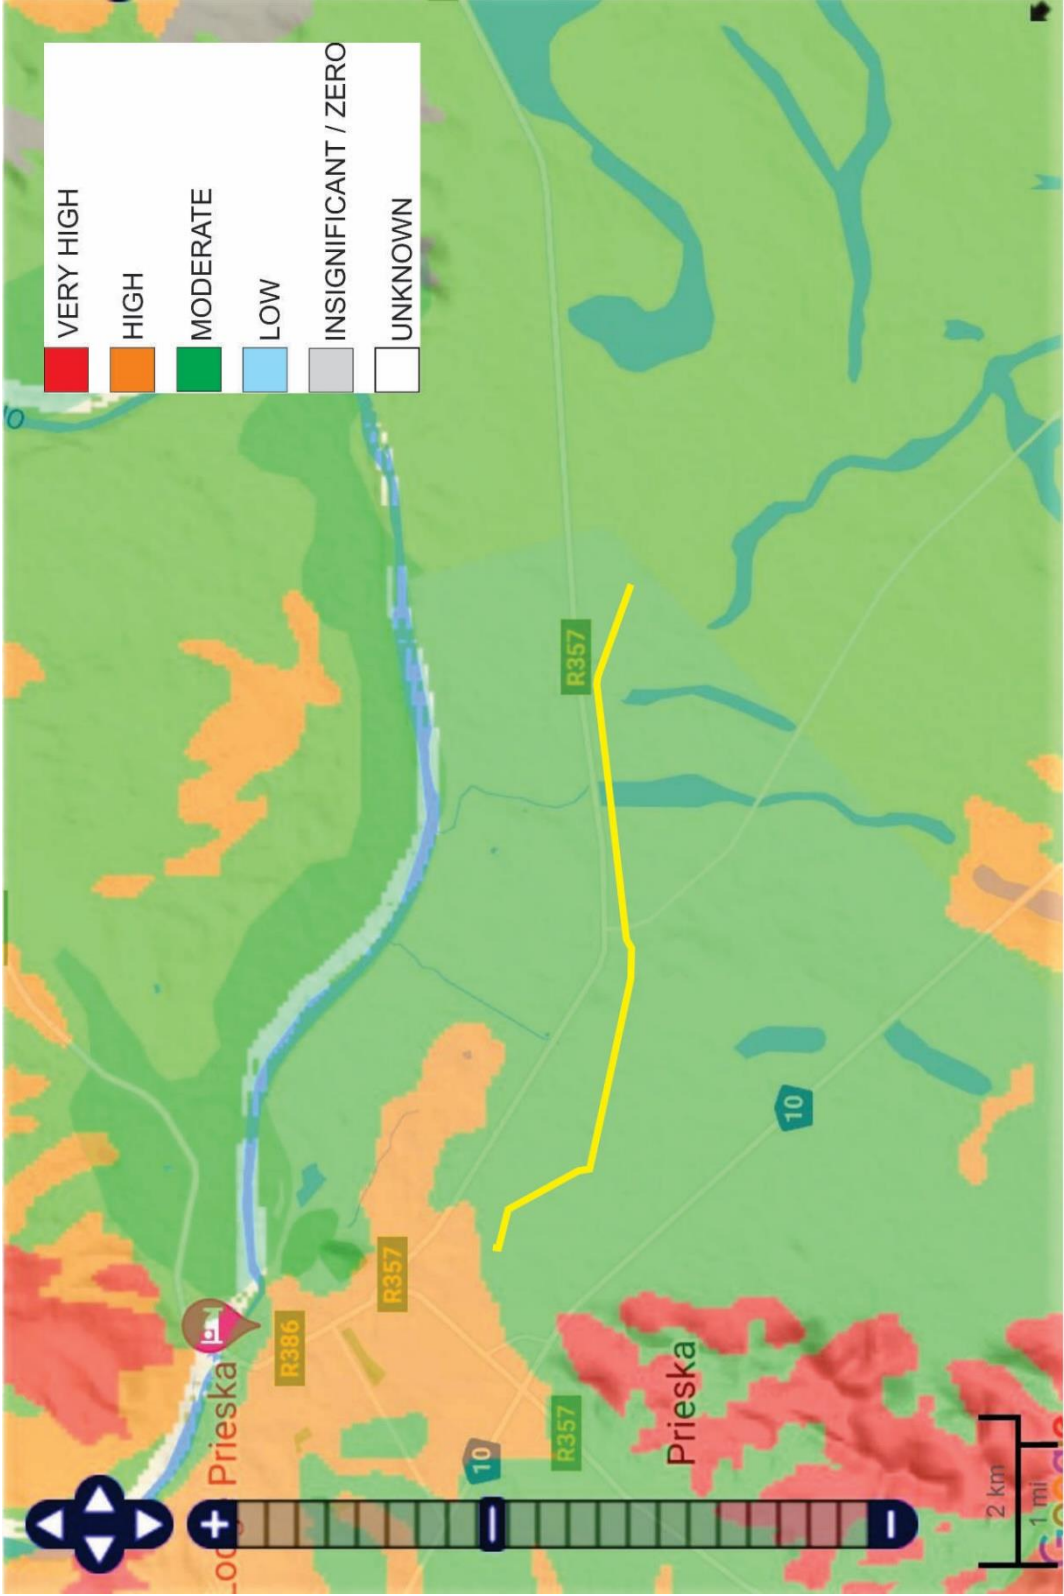 VERY HIGH
HIGH
MODERATE
LOW
INSIGNIFICANT / ZERO
UNKNOWN
R357
10
R357
R386
Prieska
Prieska
R357
10
2 km
1 mi